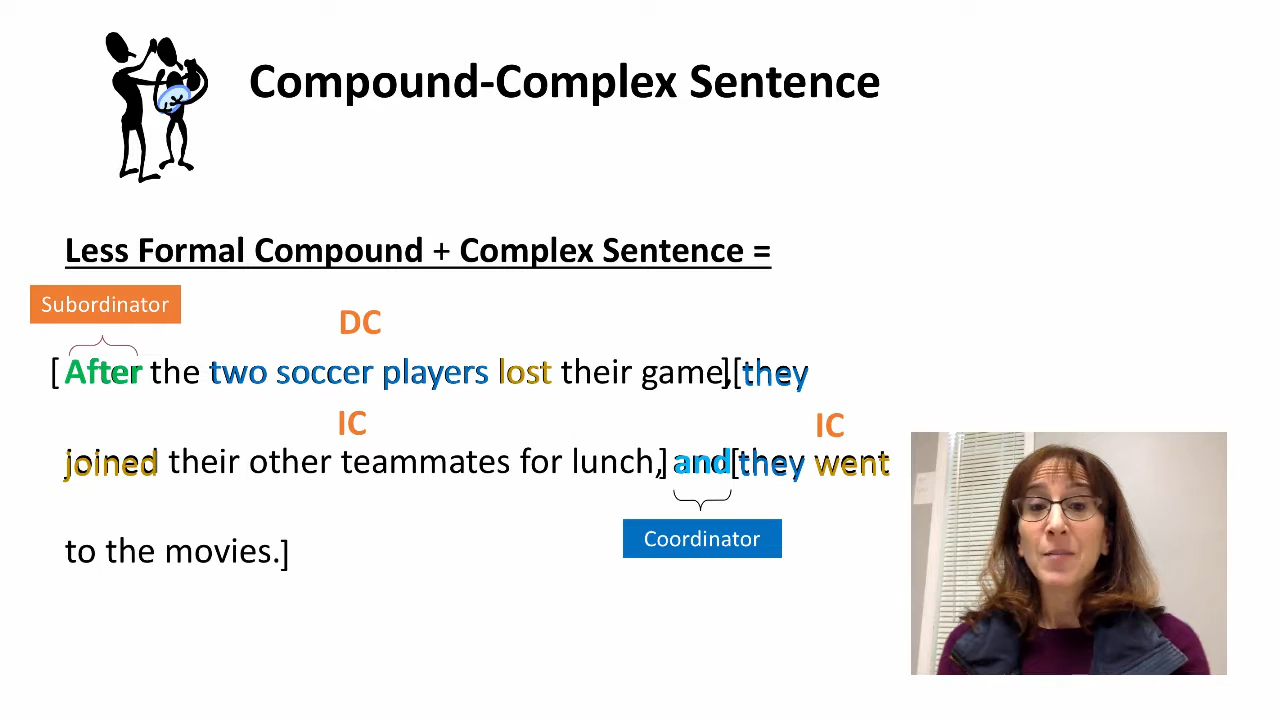 Compound-Complex Sentence
Less Formal Compound + Complex Sentence =
Subordinator
DC
[ After the two soccer players lost their game],[they
IC
IC
joined their other teammates for lunch,] and[they went
Coordinator
to the movies.]